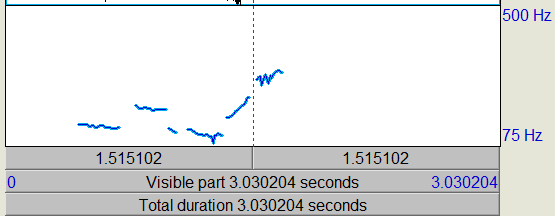 500 Hz
75 Hz
1.515102 1.515102
0 Visible part 3.030204 seconds 3.030204
Total duration 3.030204 seconds